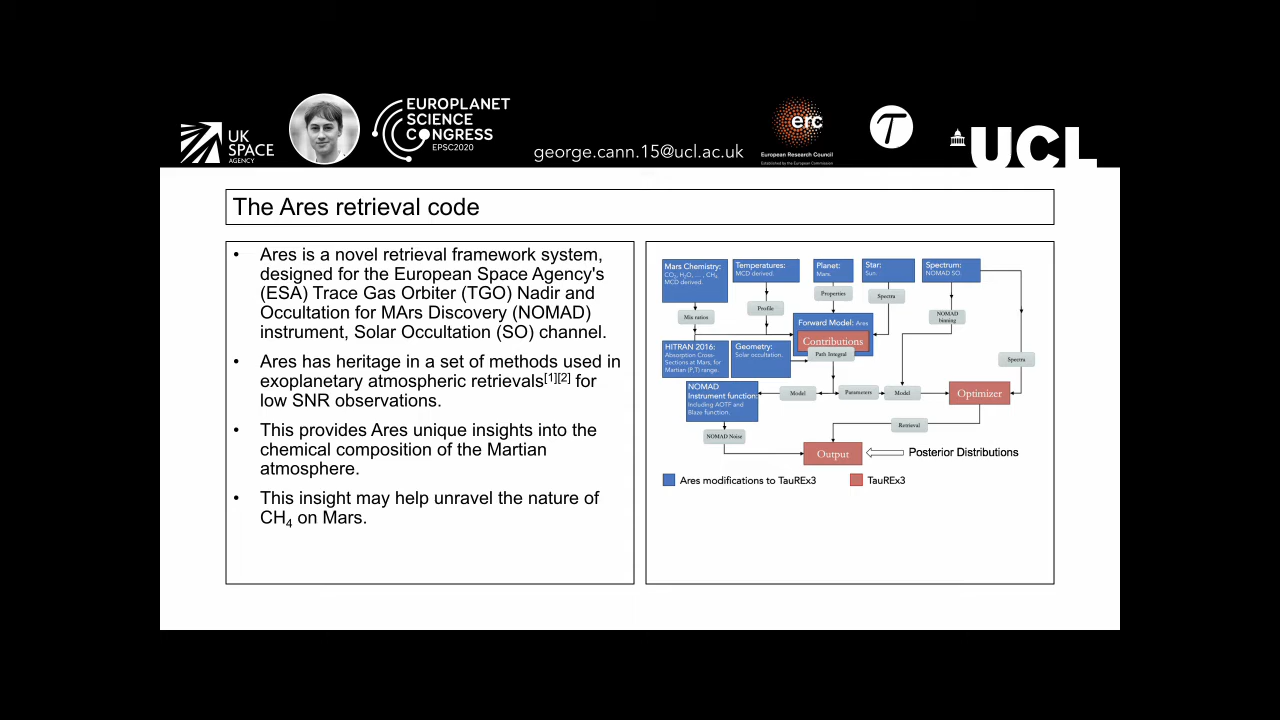 UK
SPACE
AGENCY
EUROPLANET
SCIENCE
CONGRESS
EPSC2020
george.cann.15@ucl.ac.uk
erc
European Research Council
Established by the European Commission
T
UCL
The Ares retrieval code
• Ares is a novel retrieval framework system,
designed for the European Space Agency's
(ESA) Trace Gas Orbiter (TGO) Nadir and
Occultation for MArs Discovery (NOMAD)
instrument, Solar Occultation (SO) channel.
• Ares has heritage in a set of methods used in
exoplanetary atmospheric retrievals[1][2] for
low SNR observations.
• This provides Ares unique insights into the
chemical composition of the Martian
atmosphere.
• This insight may help unravel the nature of
CH4 on Mars.
Mars Chemistry:
CO2, H2O, ... , CH4
MCD derived.
Temperatures:
MCD derived.
Planet:
Mars.
Star:
Sun.
Spectrum:
NOMAD SO.
Mix ratios
Profile
Properties
Spectra
NOMAD
binning
Spectra
Forward Model: Ares
Contributions
Path Integral
HITRAN 2016:
Absorption Cross-
Sections at Mars, for
Martian (P,T) range.
Geometry:
Solar occultation.
NOMAD
Instrument function:
Including AOTF and
Blaze function.
Model
Parameters
Model
Optimizer
NOMAD Noise
Retrieval
Output
Posterior Distributions
Ares modifications to TauREx3
TauREx3